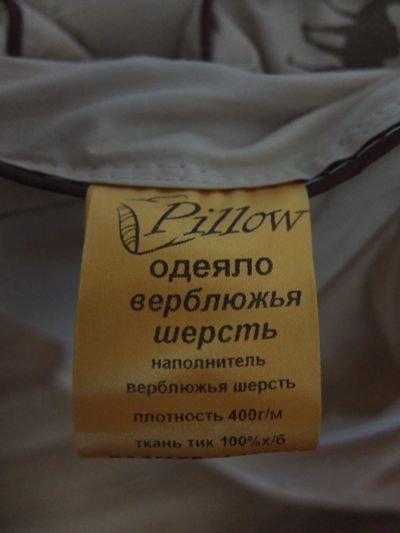 Pillow
одеяло
верблюжья
шерсть
наполнитель
верблюжья шерсть
плотность 400г/м
ткань тик 100%х/б